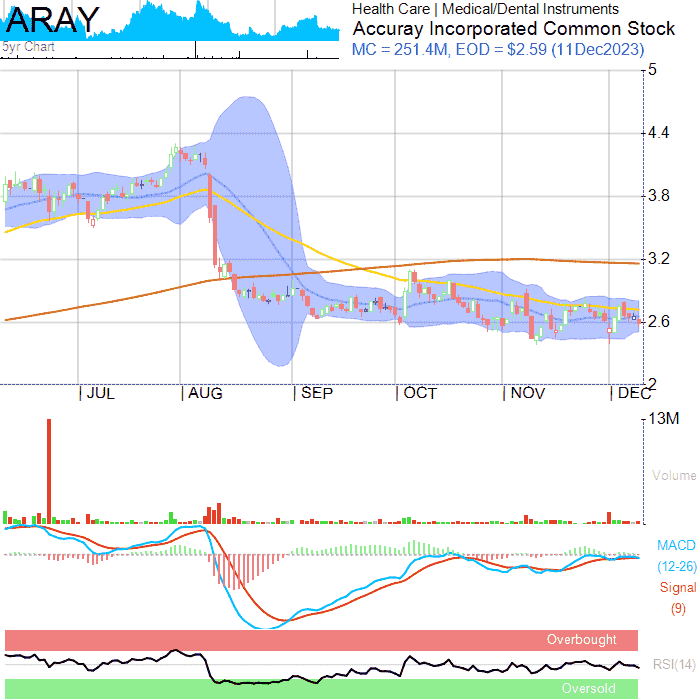 ARAY
5yr Chart
Health Care | Medical/Dental Instruments
Accuray Incorporated Common Stock
MC = 251.4M, EOD = $2.59 (11Dec2023)
5
4.4
3.8
3.2
2.6
2
JUL
AUG
SEP
OCT
NOV
DEC
13M
Volume
MACD
(12-26)
Signal
(9)
Overbought
RSI(14)
Oversold